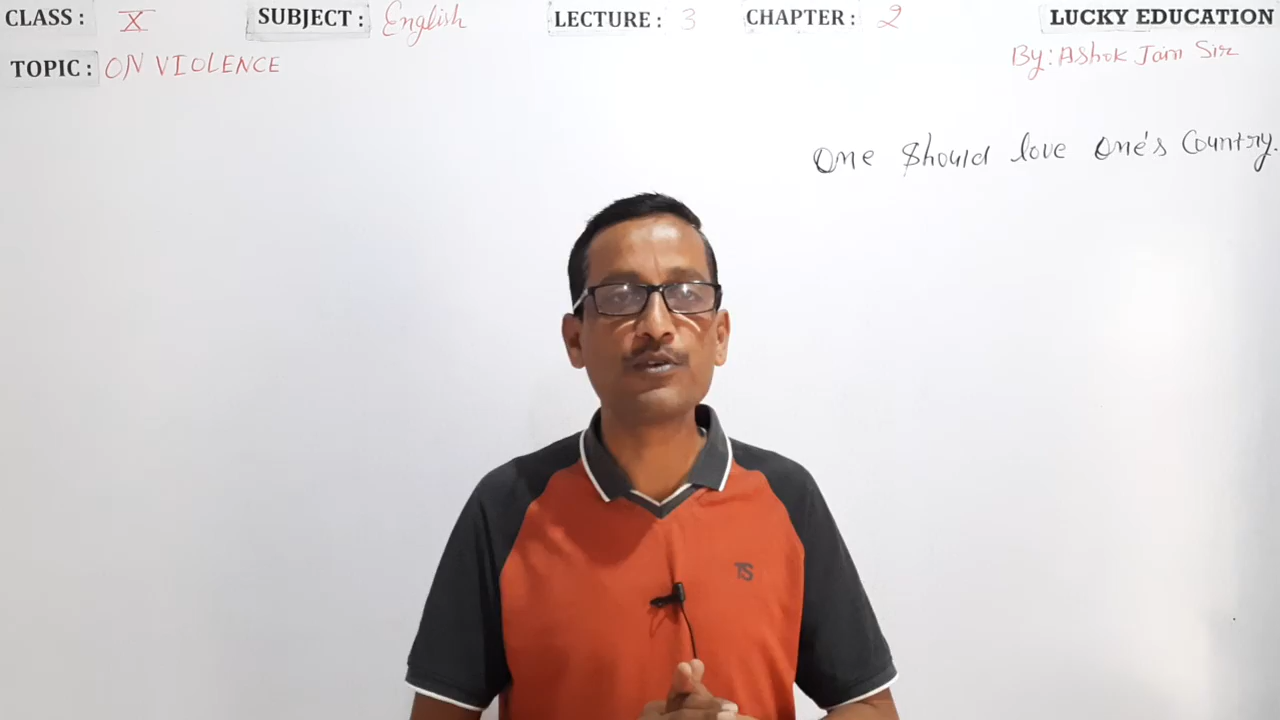 CLASS : X SUBJECT : English LECTURE : 3 CHAPTER : 2 LUCKY EDUCATION
TOPIC : ON VIOLENCE By: Ashok Jain Sir
One should love one's country.
TS